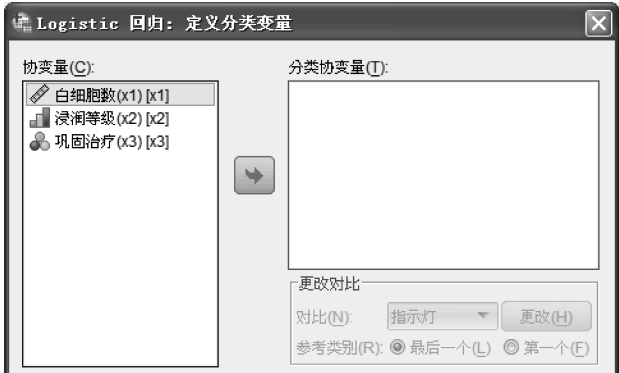 Logistic 回归: 定义分类变量
协变量(C):
白细胞数(x1) [x1]
浸润等级(x2) [x2]
巩固治疗(x3) [x3]
分类协变量(T):
更改对比
对比(N): 指示灯 更改(H)
参考类别(R): 最后一个(L) 第一个(F)